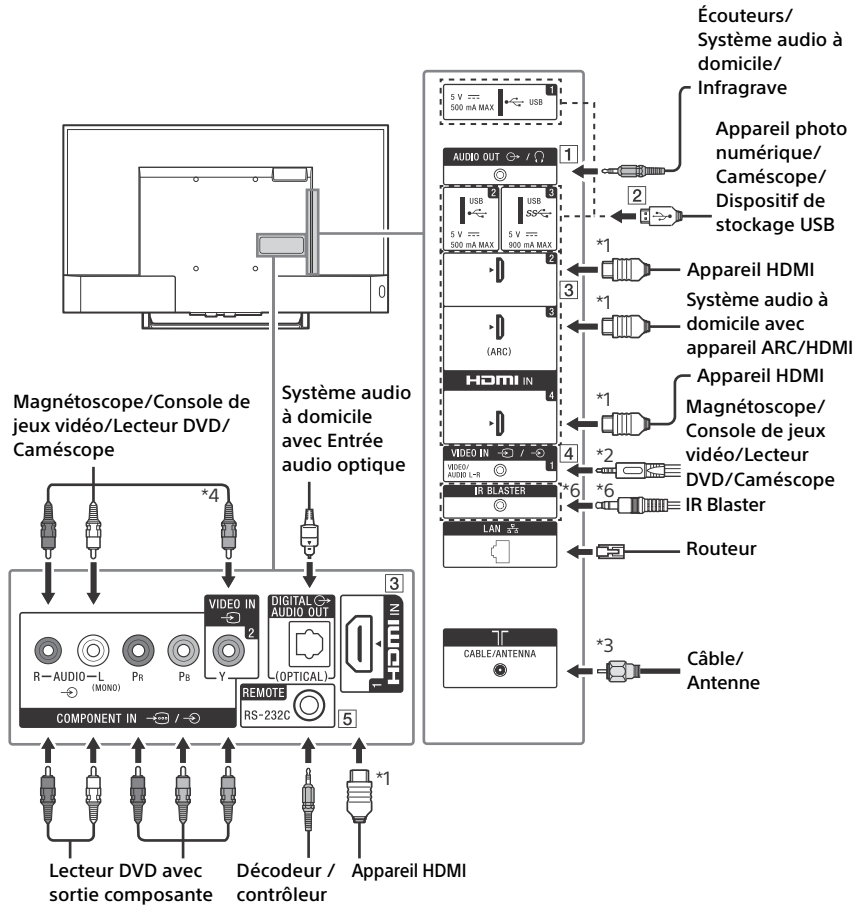 Écouteurs/
Système audio à
domicile/
Infragrave
5 V
500 mA MAX
USB
1
Appareil photo
numérique/
Caméscope/
Dispositif de
stockage USB
AUDIO OUT /
1
2
USB
2
5 V
500 mA MAX
USB
3
SS
5 V
900 mA MAX
2
*1
Appareil HDMI
3
3
(ARC)
*1
Système audio à
domicile avec
appareil ARC/HDMI
HDMI IN
4
*1
Appareil HDMI
VIDEO IN /
VIDEO/
AUDIO L-R
1
4
*2
Magnétoscope/
Console de jeux
vidéo/Lecteur
DVD/Caméscope
IR BLASTER
*6
*6
IR Blaster
LAN
Routeur
CABLE/ANTENNA
*3
Câble/
Antenne
Magnétoscope/Console de
jeux vidéo/Lecteur DVD/
Caméscope
*4
Système audio
à domicile
avec Entrée
audio optique
R—AUDIO—L
(MONO)
PR
PB
Y
VIDEO IN
2
COMPONENT IN /
DIGITAL
AUDIO OUT
(OPTICAL)
3
HDMI IN
1
REMOTE
RS-232C
5
*1
Lecteur DVD avec
sortie composante
Décodeur /
contrôleur
Appareil HDMI